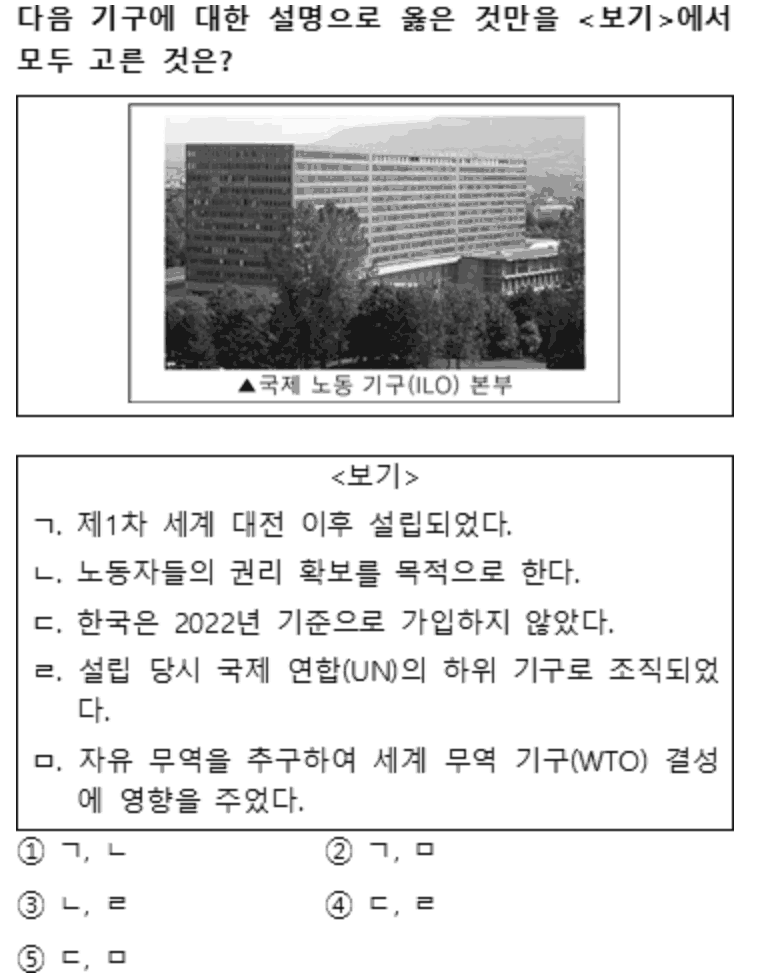 다음 기구에 대한 설명으로 옳은 것만을 <보기>에서
모두 고른 것은?
▲국제 노동 기구(ILO) 본부
<보기>
ㄱ. 제1차 세계 대전 이후 설립되었다.
ㄴ. 노동자들의 권리 확보를 목적으로 한다.
ㄷ. 한국은 2022년 기준으로 가입하지 않았다.
ㄹ. 설립 당시 국제 연합(UN)의 하위 기구로 조직되었
다.
ㅁ. 자유 무역을 추구하여 세계 무역 기구(WTO) 결성
에 영향을 주었다.
① ㄱ, ㄴ ② ㄱ, ㅁ
③ ㄴ, ㄹ ④ ㄷ, ㄹ
⑤ ㄷ, ㅁ